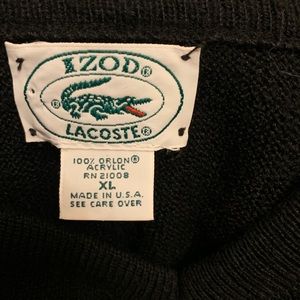 IZOD®
LACOSTE®
100% ORLON®
ACRYLIC
RN 21008
XL
MADE IN U.S.A.
SEE CARE OVER